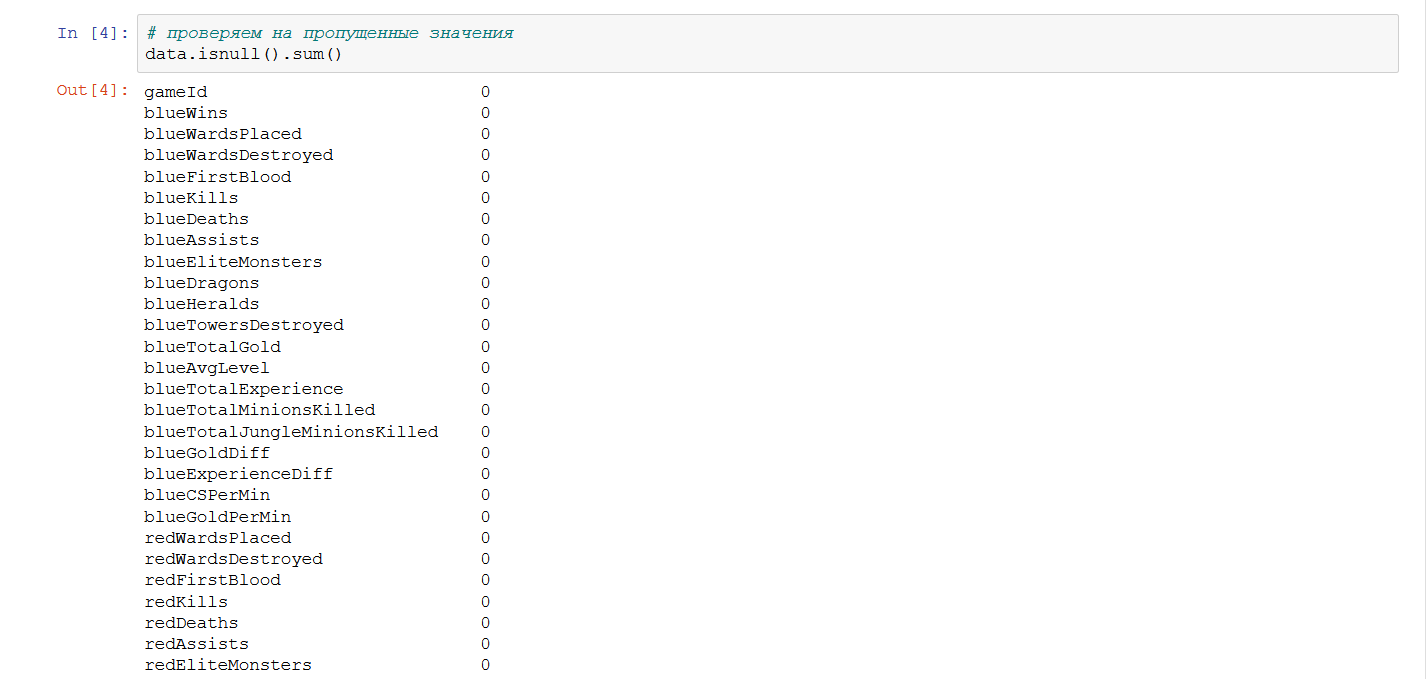 In [4]: # проверяем на пропущенные значения
data.isnull().sum()
Out[4]: gameId 0
blueWins 0
blueWardsPlaced 0
blueWardsDestroyed 0
blueFirstBlood 0
blueKills 0
blueDeaths 0
blueAssists 0
blueEliteMonsters 0
blueDragons 0
blueHeralds 0
blueTowersDestroyed 0
blueTotalGold 0
blueAvgLevel 0
blueTotalExperience 0
blueTotalMinionsKilled 0
blueTotalJungleMinionsKilled 0
blueGoldDiff 0
blueExperienceDiff 0
blueCSPerMin 0
blueGoldPerMin 0
redWardsPlaced 0
redWardsDestroyed 0
redFirstBlood 0
redKills 0
redDeaths 0
redAssists 0
redEliteMonsters 0